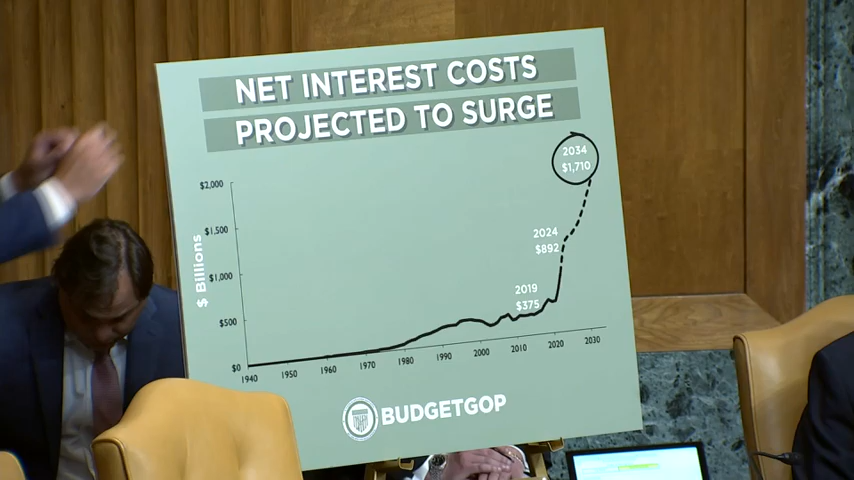 NET INTEREST COSTS
PROJECTED TO SURGE
2034
$1,710
$2,000
$1,500
2024
$892
$ Billions
$1,000
2019
$375
$500
$0
1940 1950 1960 1970 1980 1990 2000 2010 2020 2030
BUDGETGOP